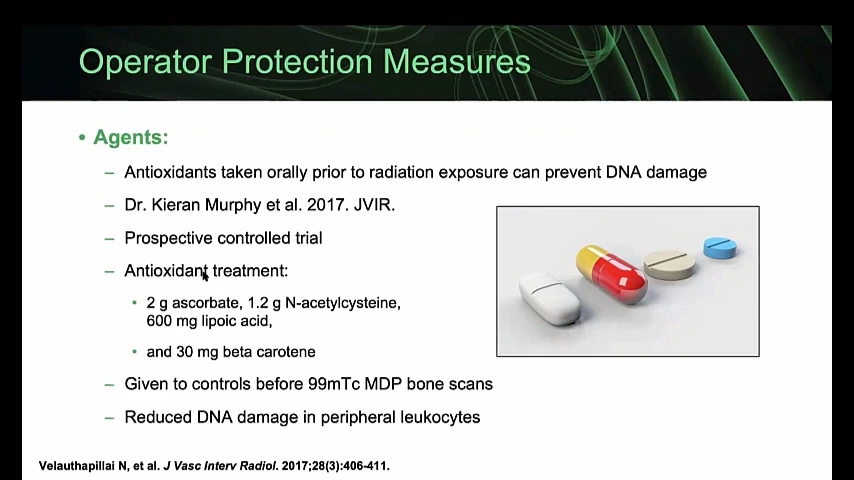 Operator Protection Measures
• Agents:
– Antioxidants taken orally prior to radiation exposure can prevent DNA damage
– Dr. Kieran Murphy et al. 2017. JVIR.
– Prospective controlled trial
– Antioxidant treatment:
• 2 g ascorbate, 1.2 g N-acetylcysteine,
600 mg lipoic acid,
• and 30 mg beta carotene
– Given to controls before 99mTc MDP bone scans
– Reduced DNA damage in peripheral leukocytes
Velauthapillai N, et al. J Vasc Interv Radiol. 2017;28(3):406-411.